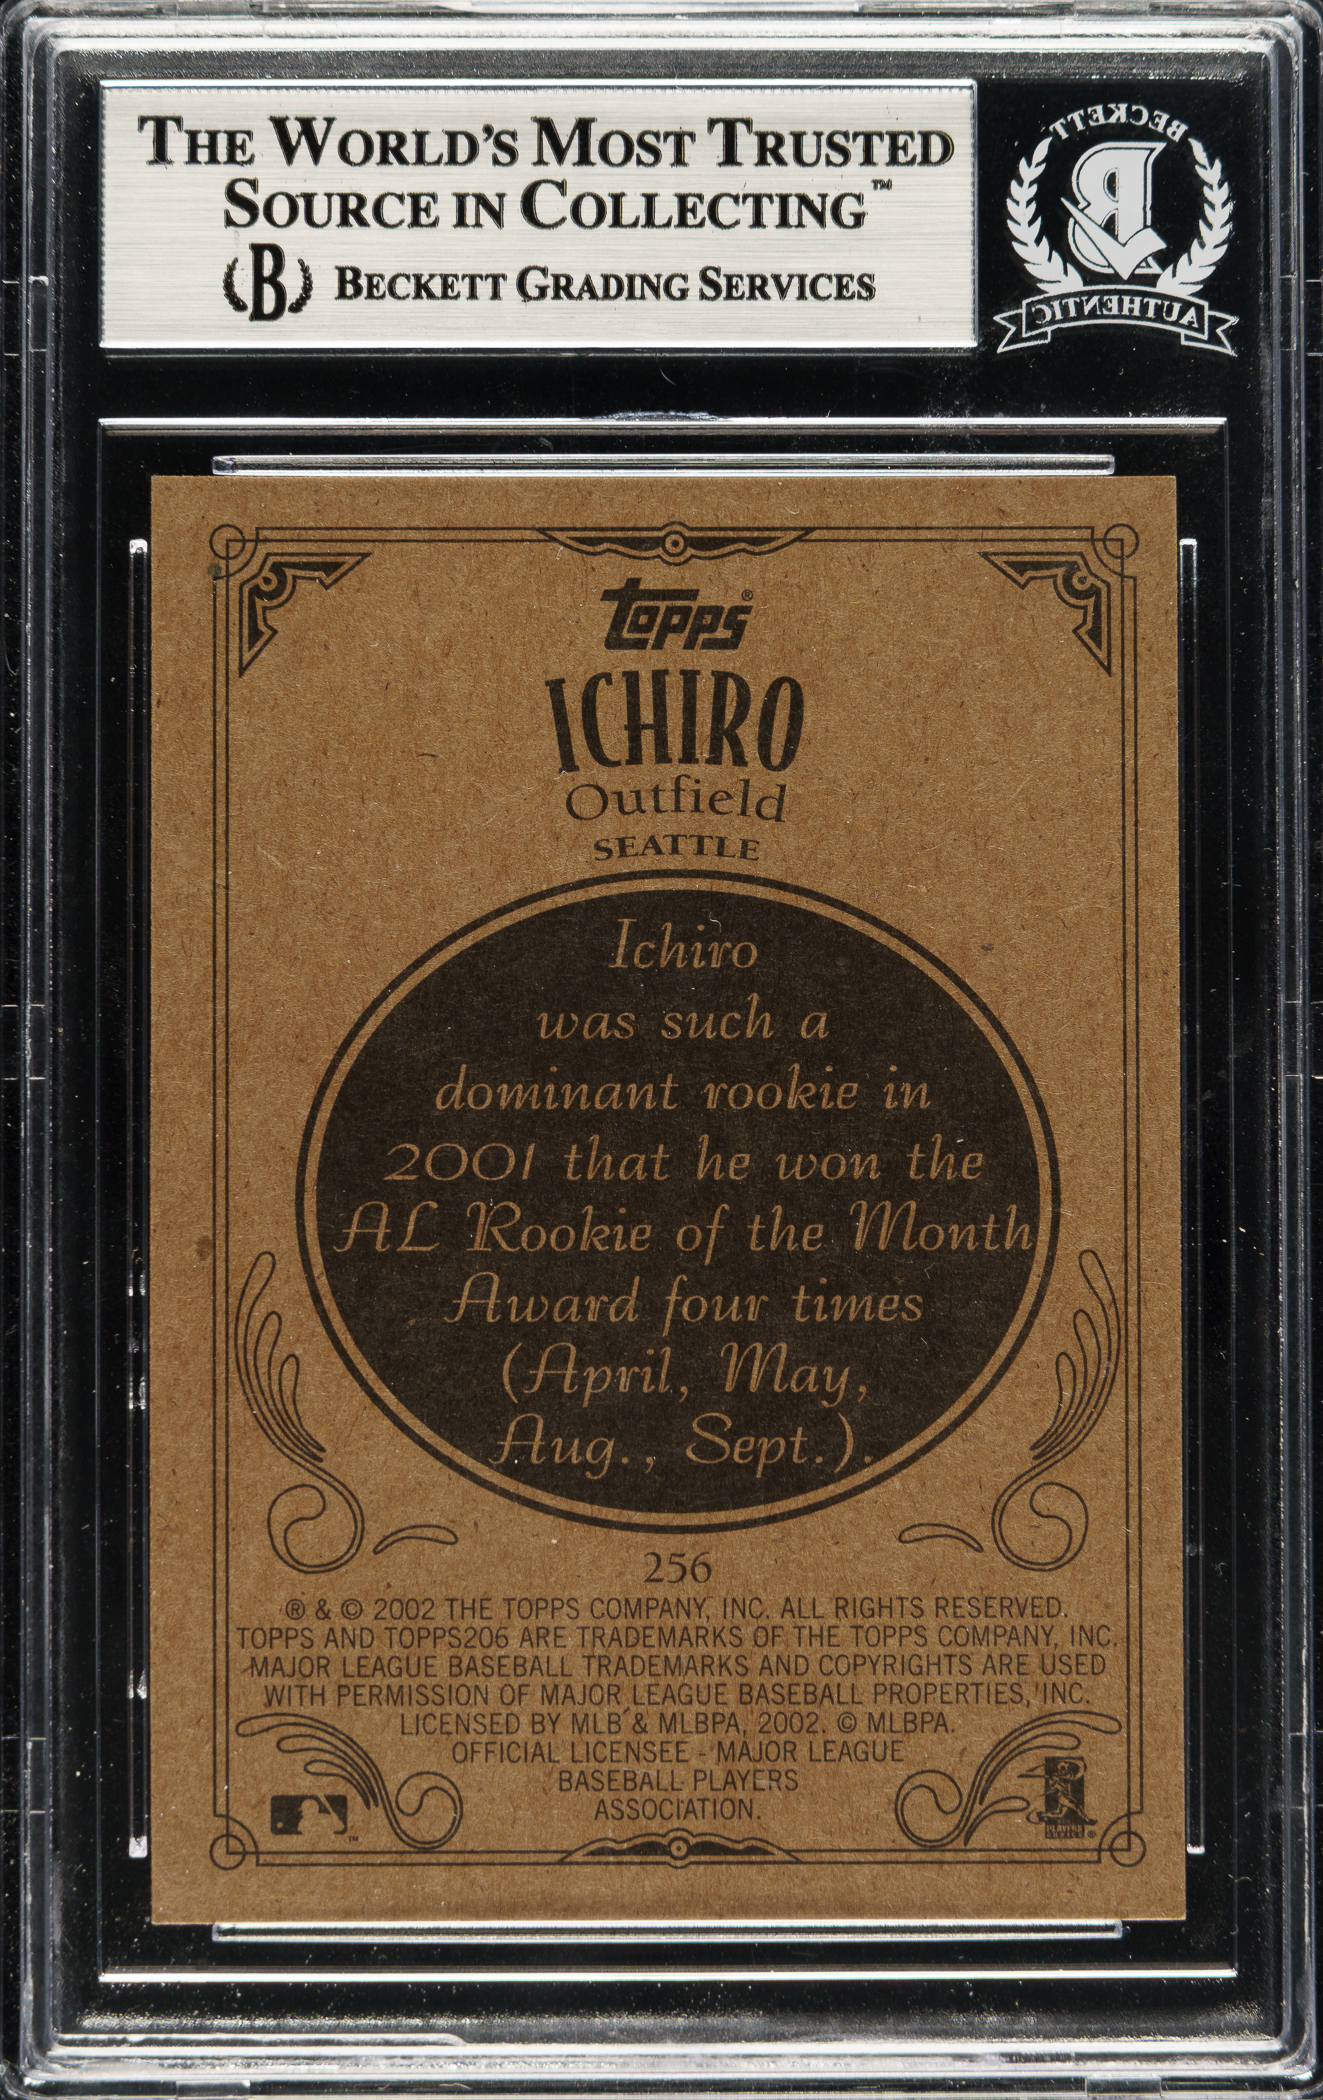 THE WORLD'S MOST TRUSTED
SOURCE IN COLLECTING™
B BECKETT GRADING SERVICES
BECKETT
B
AUTHENTIC
topps®
ICHIRO
Outfield
SEATTLE
Ichiro
was such a
dominant rookie in
2001 that he won the
AL Rookie of the Month
Award four times
(April, May,
Aug., Sept.).
256
® & © 2002 THE TOPPS COMPANY, INC. ALL RIGHTS RESERVED.
TOPPS AND TOPPS206 ARE TRADEMARKS OF THE TOPPS COMPANY, INC.
MAJOR LEAGUE BASEBALL TRADEMARKS AND COPYRIGHTS ARE USED
WITH PERMISSION OF MAJOR LEAGUE BASEBALL PROPERTIES, INC.
LICENSED BY MLB & MLBPA, 2002. © MLBPA.
OFFICIAL LICENSEE - MAJOR LEAGUE
BASEBALL PLAYERS
ASSOCIATION.
™
PLAYERS
CHOICE ®